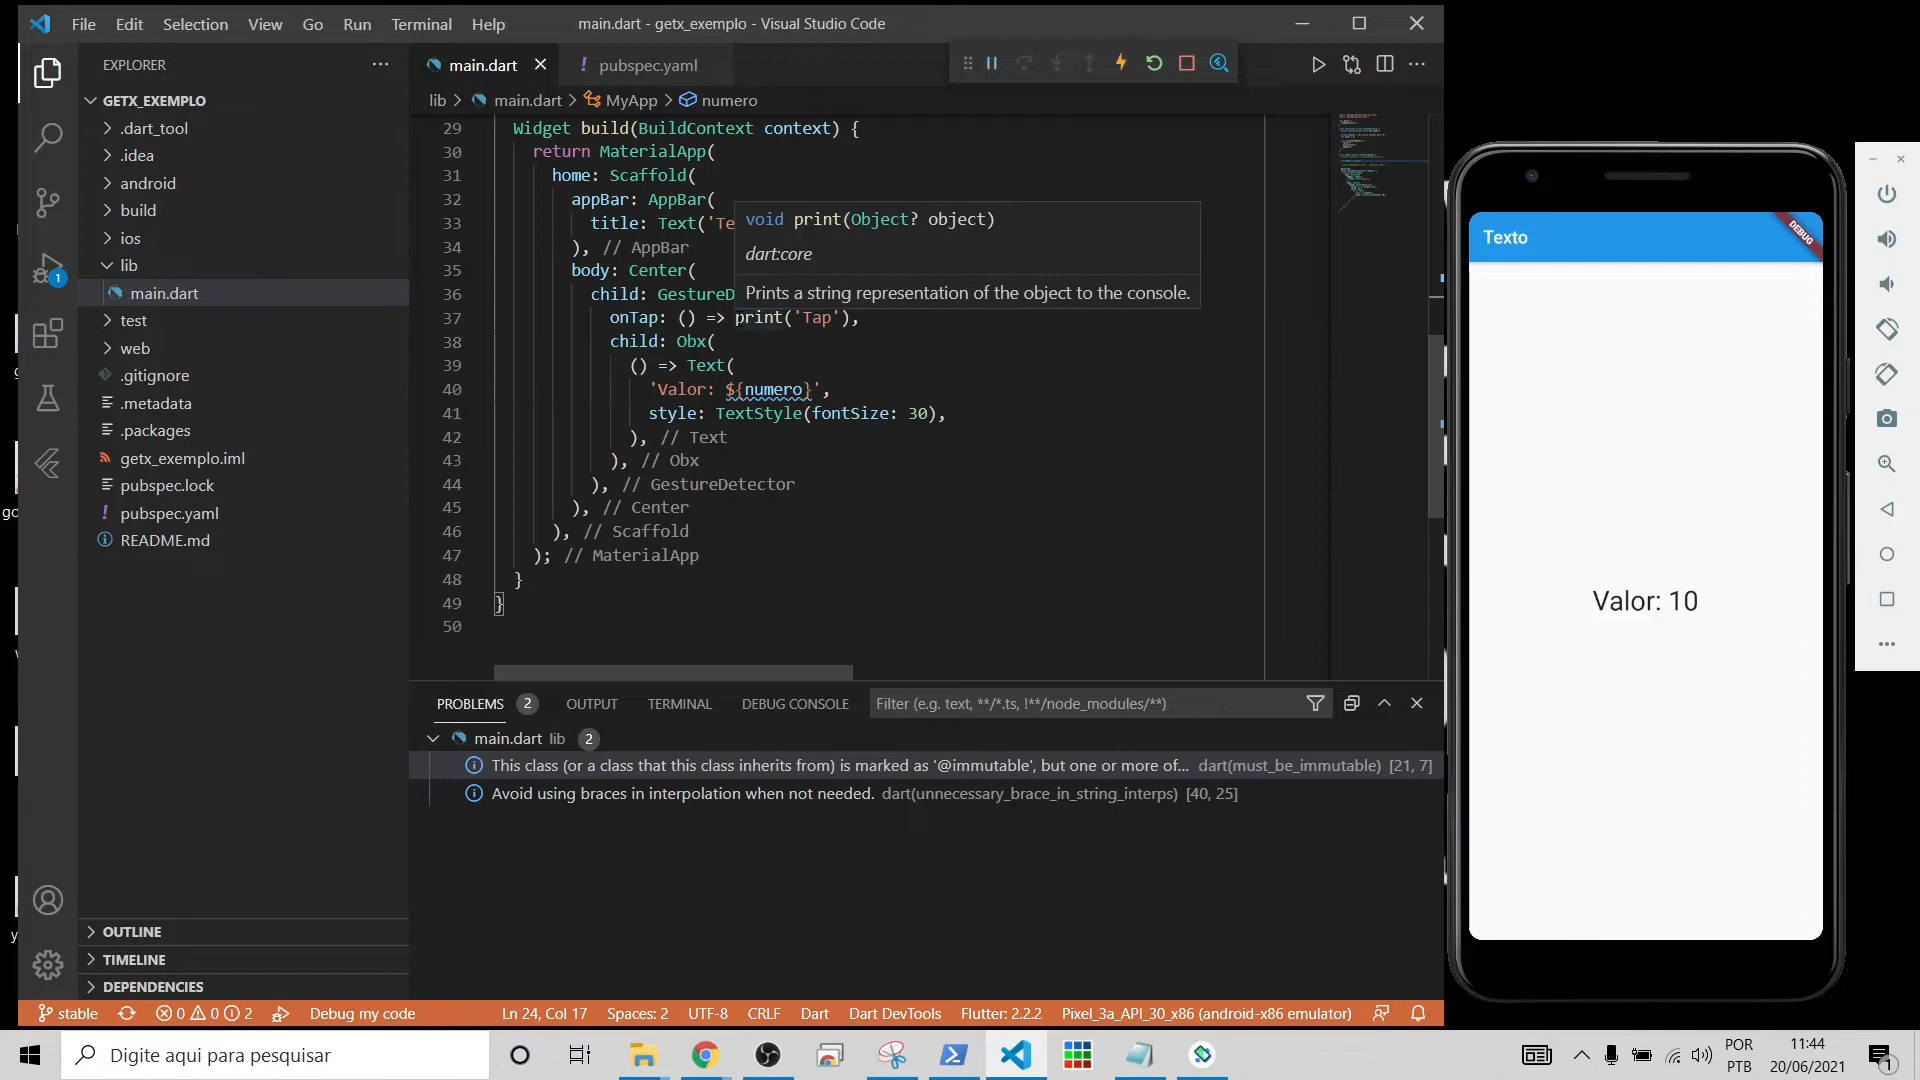 File Edit Selection View Go Run Terminal Help
main.dart - getx_exemplo - Visual Studio Code
EXPLORER
GETX_EXEMPLO
.dart_tool
.idea
android
build
ios
lib
main.dart
test
web
.gitignore
.metadata
.packages
getx_exemplo.iml
pubspec.lock
pubspec.yaml
README.md
OUTLINE
TIMELINE
DEPENDENCIES
1
main.dart
! pubspec.yaml
lib > main.dart > MyApp > numero
29 Widget build(BuildContext context) {
30 return MaterialApp(
31 home: Scaffold(
32 appBar: AppBar(
33 title: Text('Te
34 ), // AppBar
35 body: Center(
36 child: GestureD
37 onTap: () => print('Tap'),
38 child: Obx(
39 () => Text(
40 'Valor: ${numero}',
41 style: TextStyle(fontSize: 30),
42 ), // Text
43 ), // Obx
44 ), // GestureDetector
45 ), // Center
46 ), // Scaffold
47 ); // MaterialApp
48 }
49 }
50
void print(Object? object)
dart:core
Prints a string representation of the object to the console.
PROBLEMS 2 OUTPUT TERMINAL DEBUG CONSOLE
Filter (e.g. text, **/*.ts, !**/node_modules/**)
main.dart lib 2
This class (or a class that this class inherits from) is marked as '@immutable', but one or more of... dart(must_be_immutable) [21, 7]
Avoid using braces in interpolation when not needed. dart(unnecessary_brace_in_string_interps) [40, 25]
stable 0 0 2 Debug my code Ln 24, Col 17 Spaces: 2 UTF-8 CRLF Dart Dart DevTools Flutter: 2.2.2 Pixel_3a_API_30_x86 (android-x86 emulator)
Texto
DEBUG
Valor: 10
go
y
Digite aqui para pesquisar
POR
PTB
11:44
20/06/2021
1